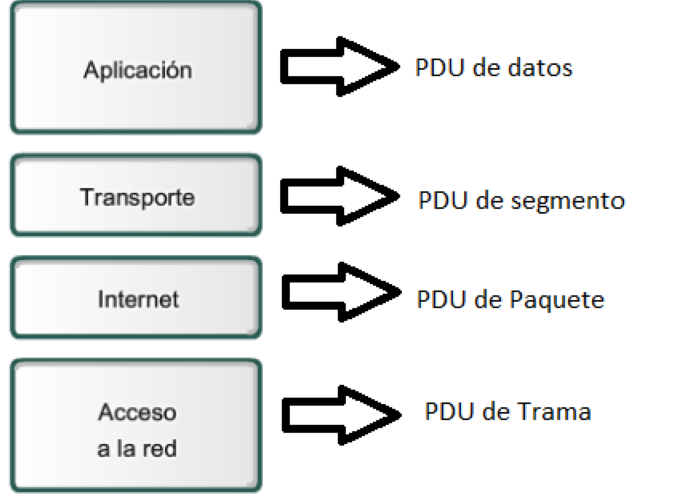 Aplicación
PDU de datos
Transporte
PDU de segmento
Internet
PDU de Paquete
Acceso
a la red
PDU de Trama